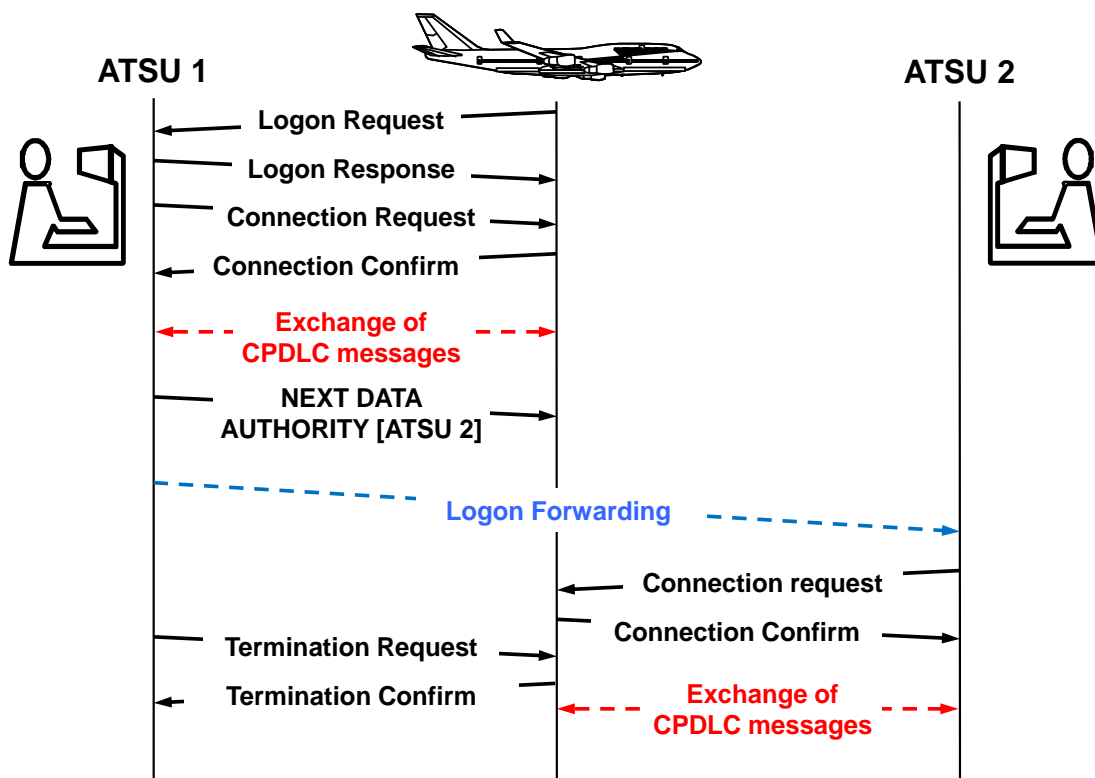 ATSU 1
ATSU 2
Logon Request
Logon Response
Connection Request
Connection Confirm
Exchange of
CPDLC messages
NEXT DATA
AUTHORITY [ATSU 2]
Logon Forwarding
Connection request
Connection Confirm
Termination Request
Termination Confirm
Exchange of
CPDLC messages